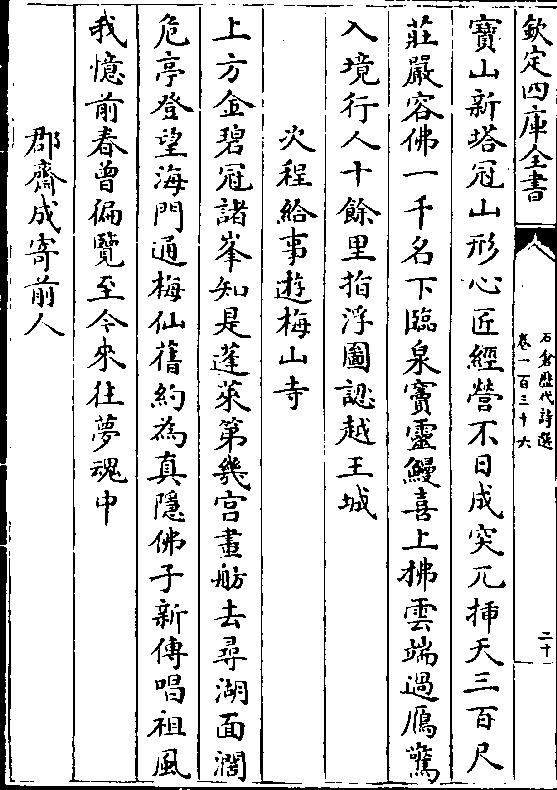 欽定四庫全書
石倉歴代詩選
卷一百三十六
二十
寶山新塔冠山形心匠經營不日成突兀揷天三百尺
莊嚴容佛一千名下臨泉竇靈鰻喜上拂雲端過鴈驚
入境行人十餘里指浮圖認越王城
次程給事遊梅山寺
上方金碧冠諸峯知是蓬萊第幾宫畫舫去尋湖面濶
危亭登望海門通梅仙舊約為真隱佛子新傳唱祖風
我憶前春曾徧覽至今來往夢魂中
郡齋成寄前人